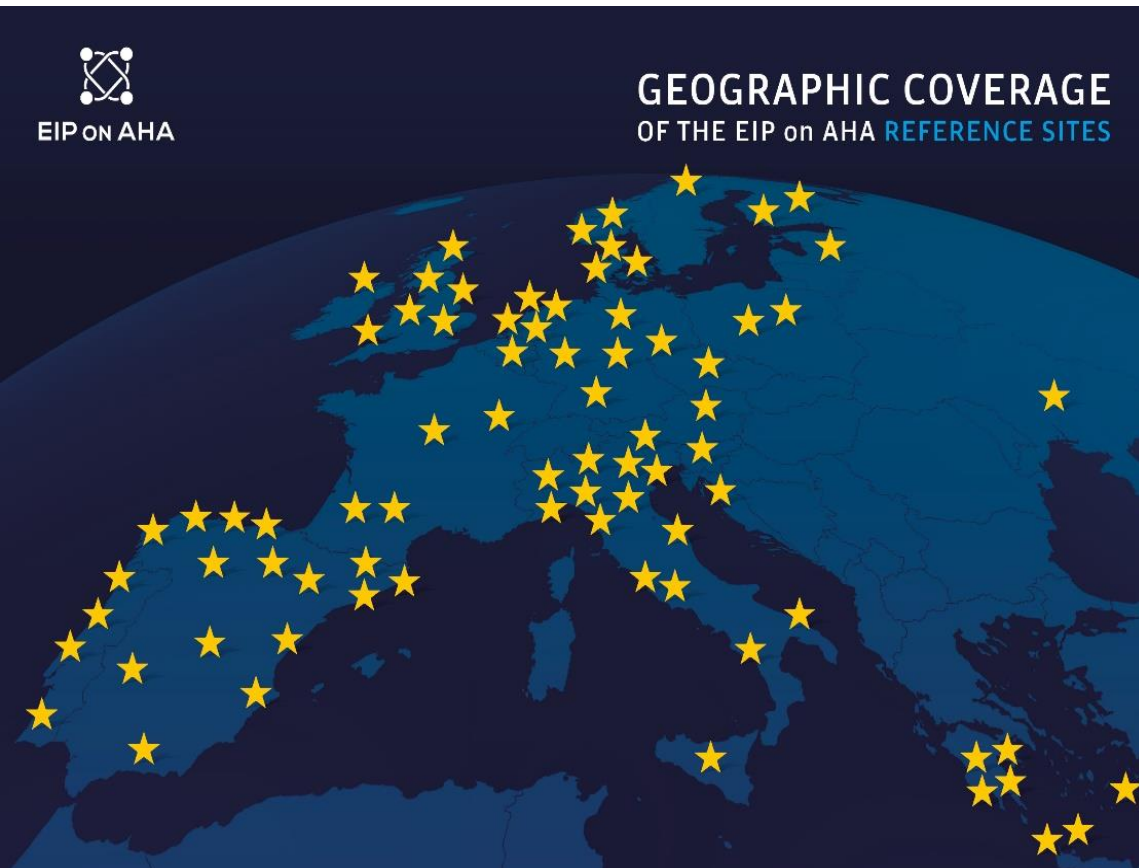 EIP ON AHA
GEOGRAPHIC COVERAGE
OF THE EIP on AHA REFERENCE SITES